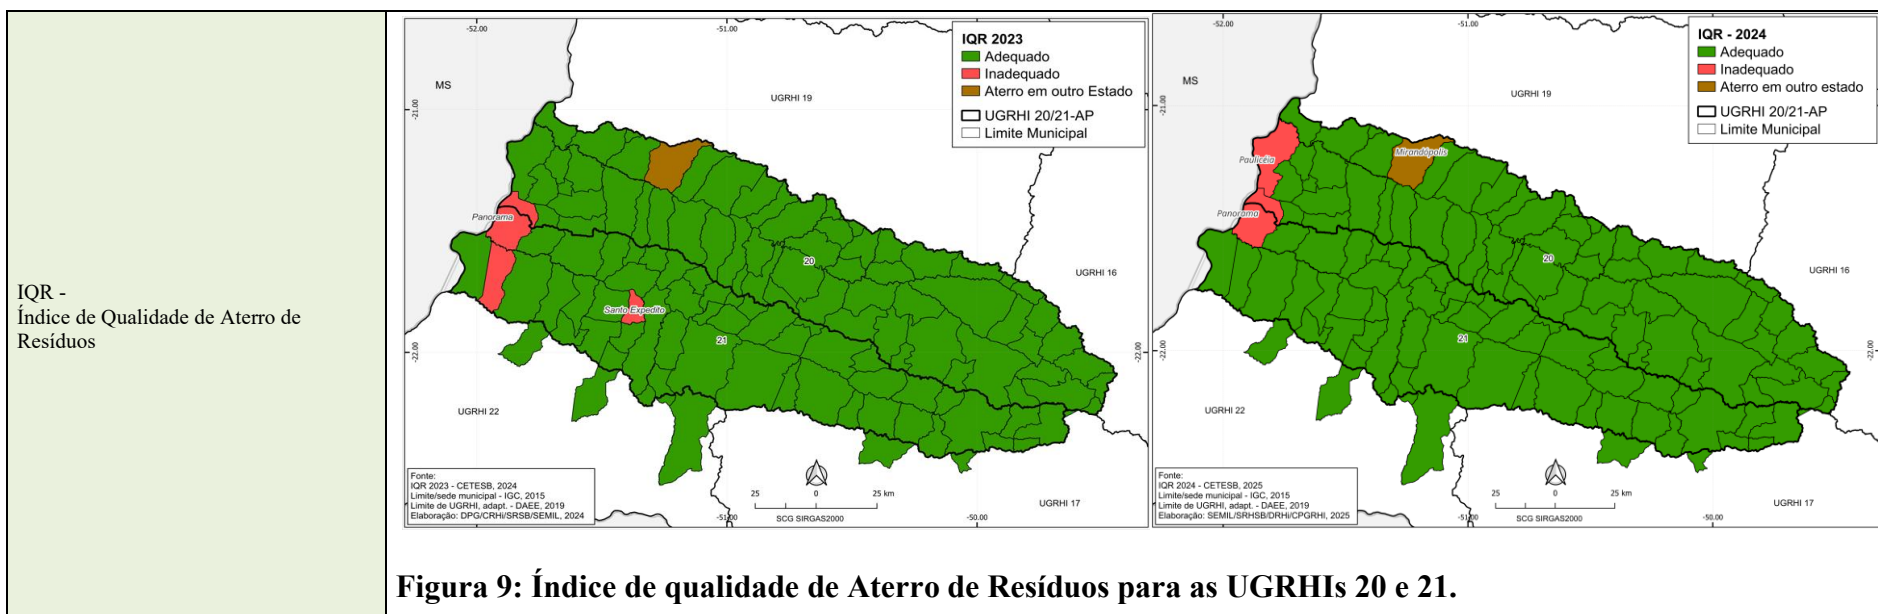 IQR -
Índice de Qualidade de Aterro de
Resíduos
-52.00
-51.00
IQR 2023
Adequado
Inadequado
Aterro em outro Estado
UGRHI 20/21-AP
Limite Municipal
MS
UGRHI 19
-21.00
Panorama
20
UGRHI 16
Santo Expedito
21
-22.00
-22.00
UGRHI 22
Fonte:
IQR 2023 - CETESB, 2024
Limite/sede municipal - IGC, 2015
Limite de UGRHI, adapt. - DAEE, 2019
Elaboração: DPG/CRHi/SRSB/SEMIL, 2024
25
0
25 km
SCG SIRGAS2000
UGRHI 17
-51.00
-50.00
-52.00
-51.00
IQR - 2024
Adequado
Inadequado
Aterro em outro estado
UGRHI 20/21-AP
Limite Municipal
MS
UGRHI 19
-21.00
Paulicéia
Mirandópolis
Panorama
20
UGRHI 16
21
-22.00
-22.00
UGRHI 22
Fonte:
IQR 2024 - CETESB, 2025
Limite/sede municipal - IGC, 2015
Limite de UGRHI, adapt. - DAEE, 2019
Elaboração: SEMIL/SRHSB/DRHi/CPGRHI, 2025
25
0
25 km
SCG SIRGAS2000
UGRHI 17
-51.00
-50.00
Figura 9: Índice de qualidade de Aterro de Resíduos para as UGRHIs 20 e 21.